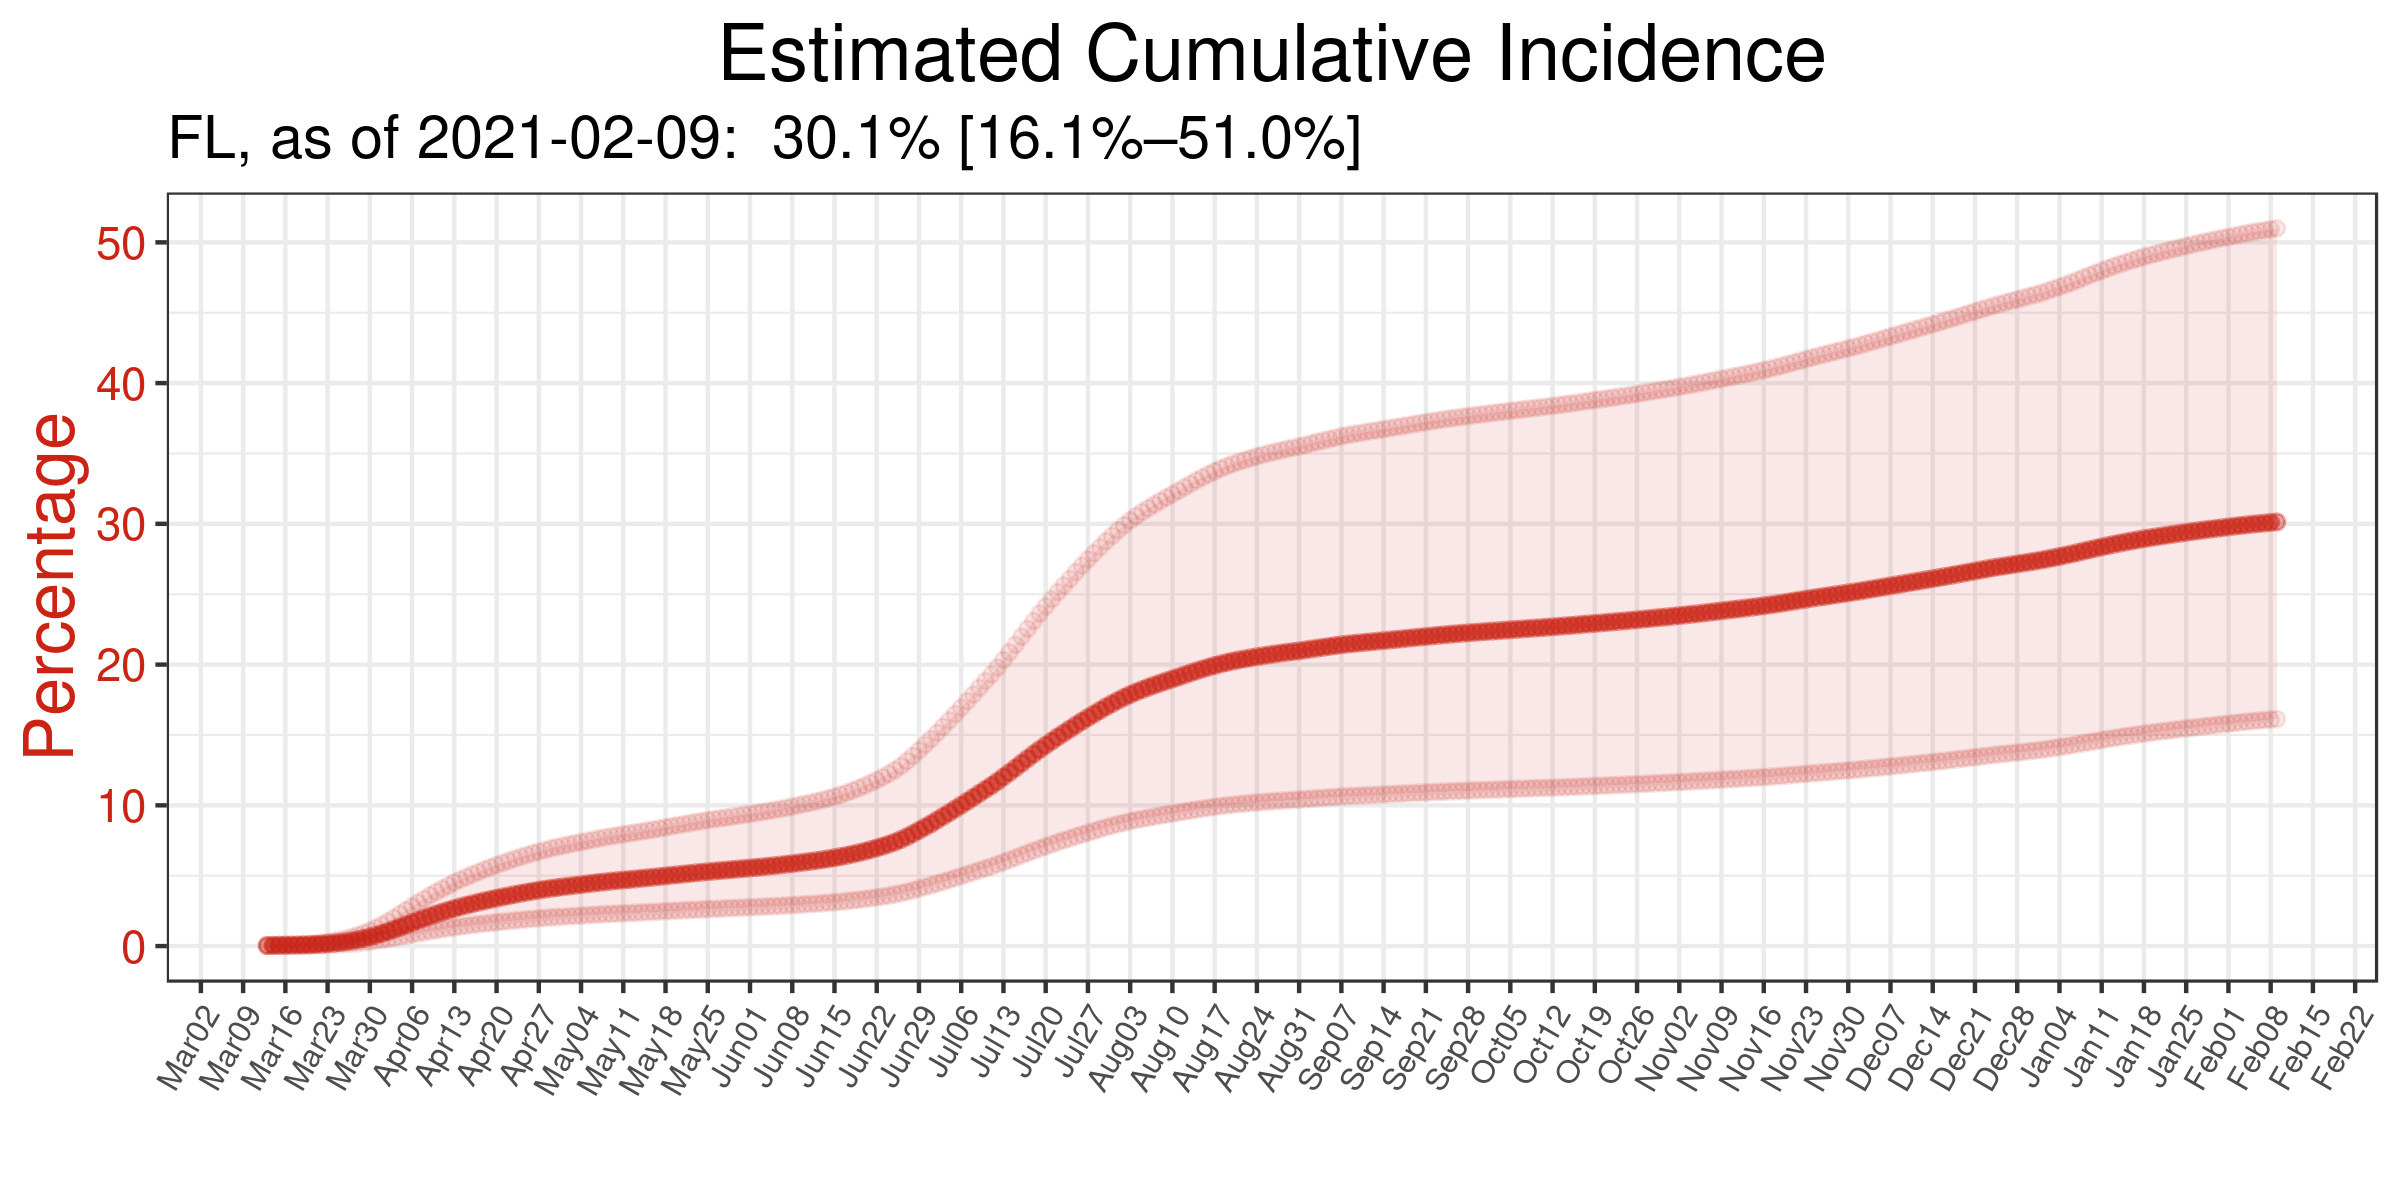 Estimated Cumulative Incidence
FL, as of 2021-02-09:  30.1% [16.1%–51.0%]
Percentage
50
40
30
20
10
0
Mar02
Mar09
Mar16
Mar23
Mar30
Apr06
Apr13
Apr20
Apr27
May04
May11
May18
May25
Jun01
Jun08
Jun15
Jun22
Jun29
Jul06
Jul13
Jul20
Jul27
Aug03
Aug10
Aug17
Aug24
Aug31
Sep07
Sep14
Sep21
Sep28
Oct05
Oct12
Oct19
Oct26
Nov02
Nov09
Nov16
Nov23
Nov30
Dec07
Dec14
Dec21
Dec28
Jan04
Jan11
Jan18
Jan25
Feb01
Feb08
Feb15
Feb22